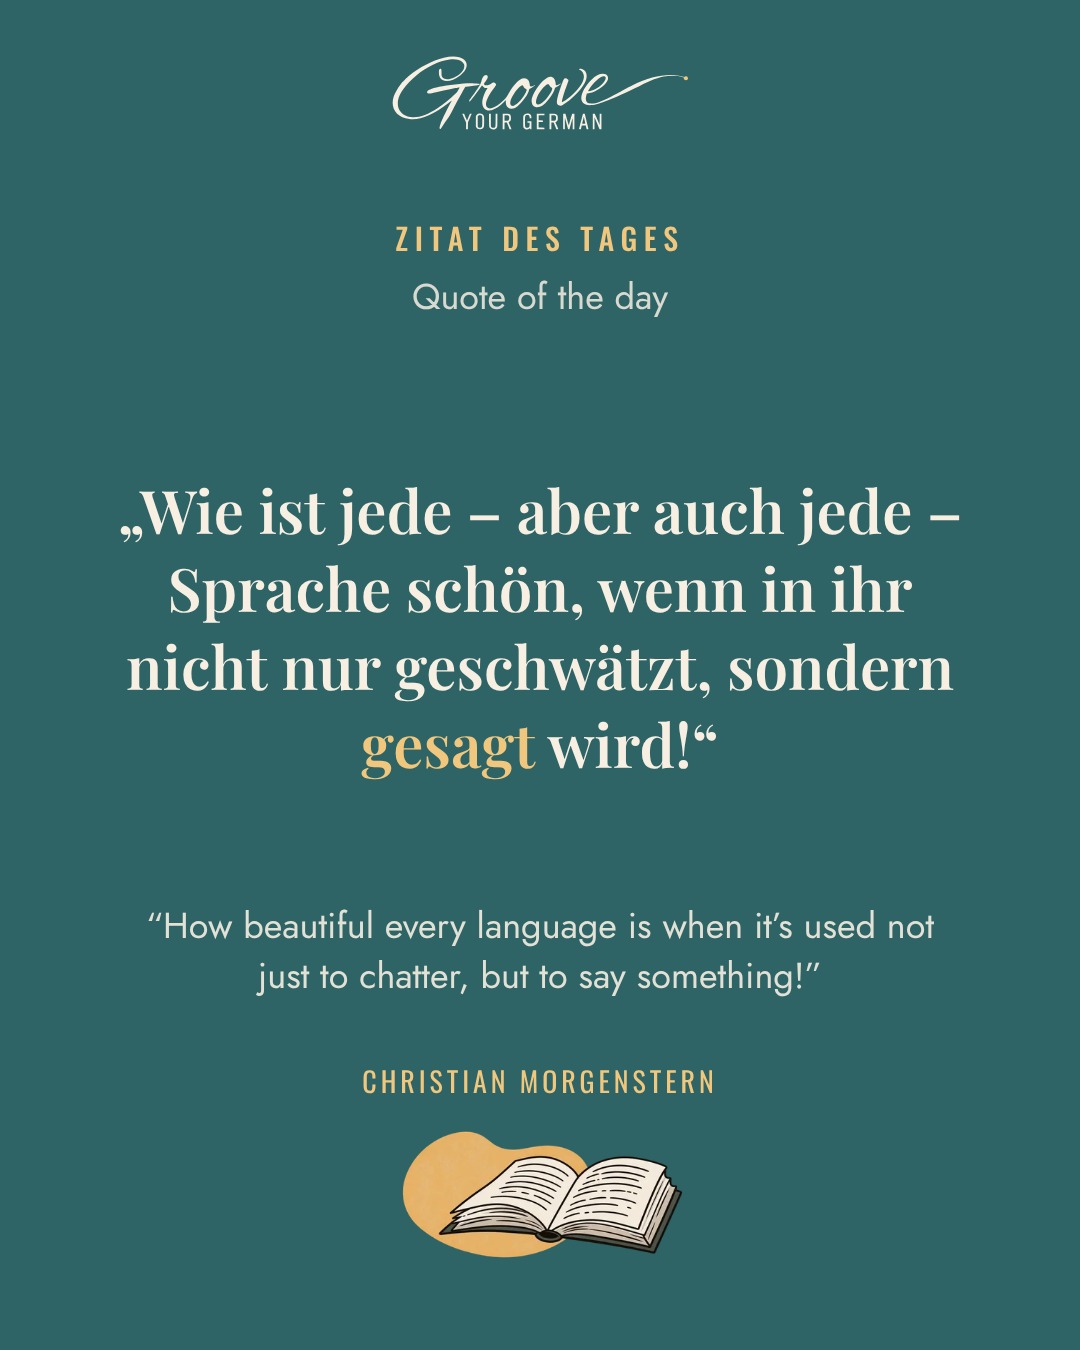 Groove
YOUR GERMAN
ZITAT DES TAGES
Quote of the day
„Wie ist jede – aber auch jede –
Sprache schön, wenn in ihr
nicht nur geschwätzt, sondern
gesagt wird!“
“How beautiful every language is when it’s used not
just to chatter, but to say something!”
CHRISTIAN MORGENSTERN